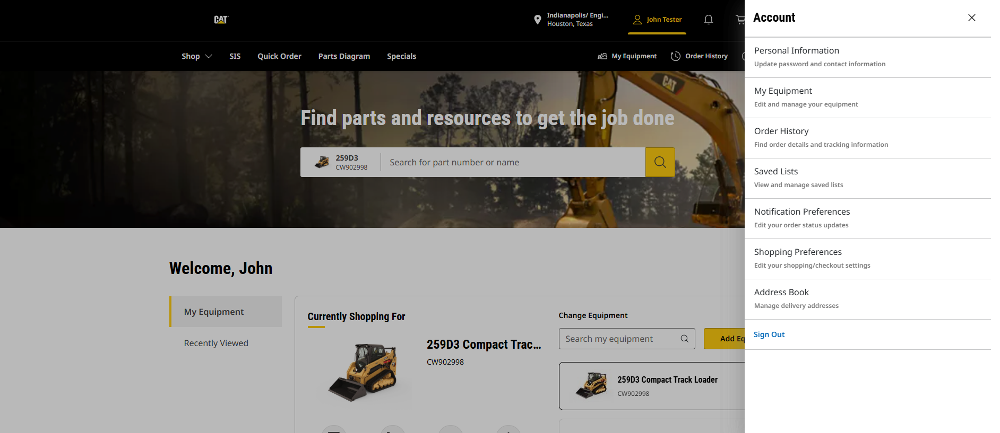 CAT
Indianapolis/ Engi...
Houston, Texas
John Tester
Shop
SIS
Quick Order
Parts Diagram
Specials
My Equipment
Order History
CAT
Find parts and resources to get the job done
259D3
CW902998
Search for part number or name
Welcome, John
My Equipment
Recently Viewed
Currently Shopping For
259D3 Compact Trac...
CW902998
Change Equipment
Search my equipment
Add Eq
259D3 Compact Track Loader
CW902998
Account
Personal Information
Update password and contact information
My Equipment
Edit and manage your equipment
Order History
Find order details and tracking information
Saved Lists
View and manage saved lists
Notification Preferences
Edit your order status updates
Shopping Preferences
Edit your shopping/checkout settings
Address Book
Manage delivery addresses
Sign Out